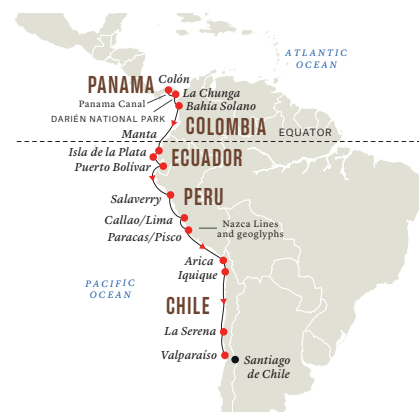 ATLANTIC
OCEAN
PANAMA
Colón
La Chunga
Panama Canal
Bahía Solano
DARIÉN NATIONAL PARK
COLOMBIA
Manta
EQUATOR
Isla de la Plata
ECUADOR
Puerto Bolívar
Salaverry
PERU
Callao/Lima
Nazca Lines
and geoglyphs
Paracas/Pisco
Arica
Iquique
PACIFIC
OCEAN
CHILE
La Serena
Valparaíso
Santiago
de Chile